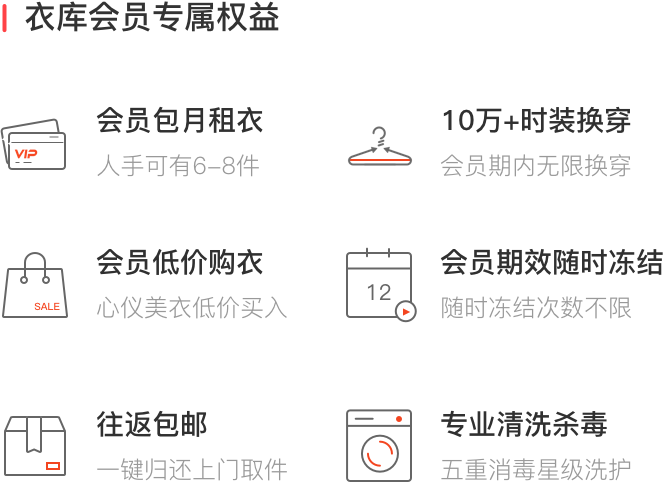 衣库会员专属权益
VIP
会员包月租衣
人手可有6-8件
10万+时装换穿
会员期内无限换穿
SALE
会员低价购衣
心仪美衣低价买入
12
会员期效随时冻结
随时冻结次数不限
往返包邮
一键归还上门取件
专业清洗杀毒
五重消毒星级洗护